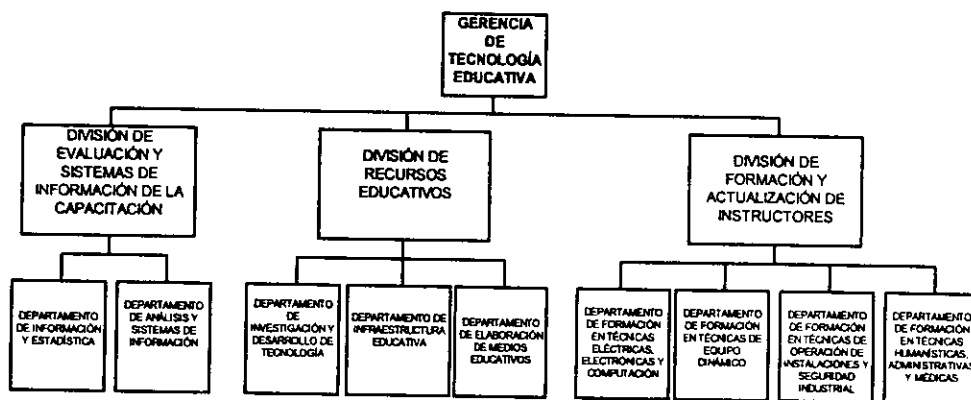 GERENCIA
DE
TECNOLOGÍA
EDUCATIVA
DIVISIÓN DE
EVALUACIÓN Y
SISTEMAS DE
INFORMACIÓN DE LA
CAPACITACIÓN
DIVISIÓN DE
RECURSOS
EDUCATIVOS
DIVISIÓN DE
FORMACIÓN Y
ACTUALIZACIÓN DE
INSTRUCTORES
DEPARTAMENTO
DE INFORMACIÓN
Y ESTADÍSTICA
DEPARTAMENTO
DE ANÁLISIS Y
SISTEMAS DE
INFORMACIÓN
DEPARTAMENTO
DE
INVESTIGACIÓN Y
DESARROLLO DE
TECNOLOGÍA
DEPARTAMENTO
DE
INFRAESTRUCTURA
EDUCATIVA
DEPARTAMENTO
DE ELABORACIÓN
DE MEDIOS
EDUCATIVOS
DEPARTAMENTO
DE FORMACIÓN
EN TÉCNICAS
ELÉCTRICAS,
ELECTRÓNICAS Y
COMPUTACIÓN
DEPARTAMENTO
DE FORMACIÓN
EN TÉCNICAS DE
EQUIPO
DINÁMICO
DEPARTAMENTO
DE FORMACIÓN
EN TÉCNICAS DE
OPERACIÓN DE
INSTALACIONES Y
SEGURIDAD
INDUSTRIAL
DEPARTAMENTO
DE FORMACIÓN
EN TÉCNICAS
HUMANÍSTICAS,
ADMINISTRATIVAS
Y MÉDICAS